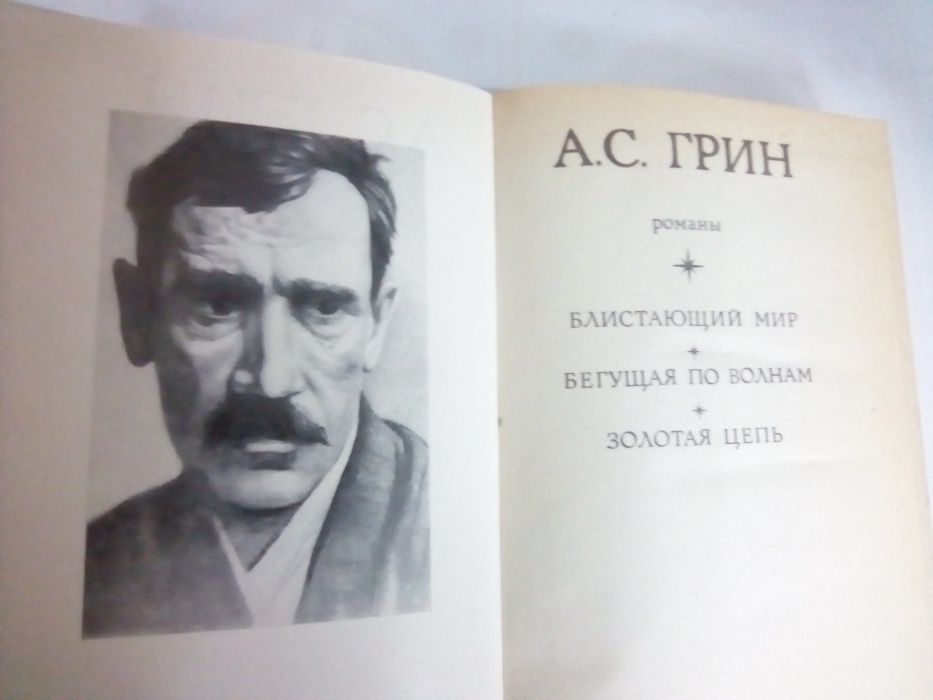 А.С. ГРИН
романы
БЛИСТАЮЩИЙ МИР
БЕГУЩАЯ ПО ВОЛНАМ
ЗОЛОТАЯ ЦЕПЬ